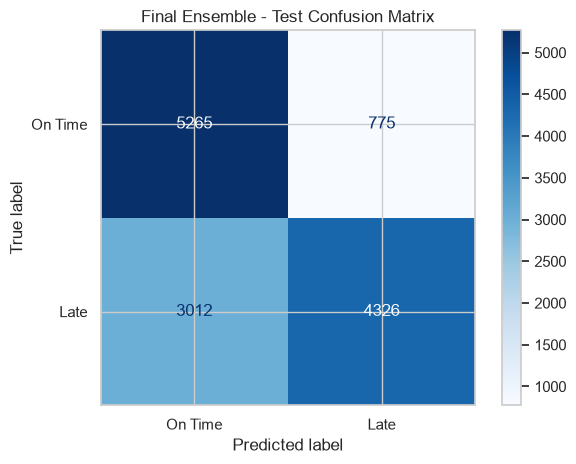 Final Ensemble - Test Confusion Matrix
True label
On Time
5265
775
Late
3012
4326
On Time
Late
Predicted label
5000
4500
4000
3500
3000
2500
2000
1500
1000